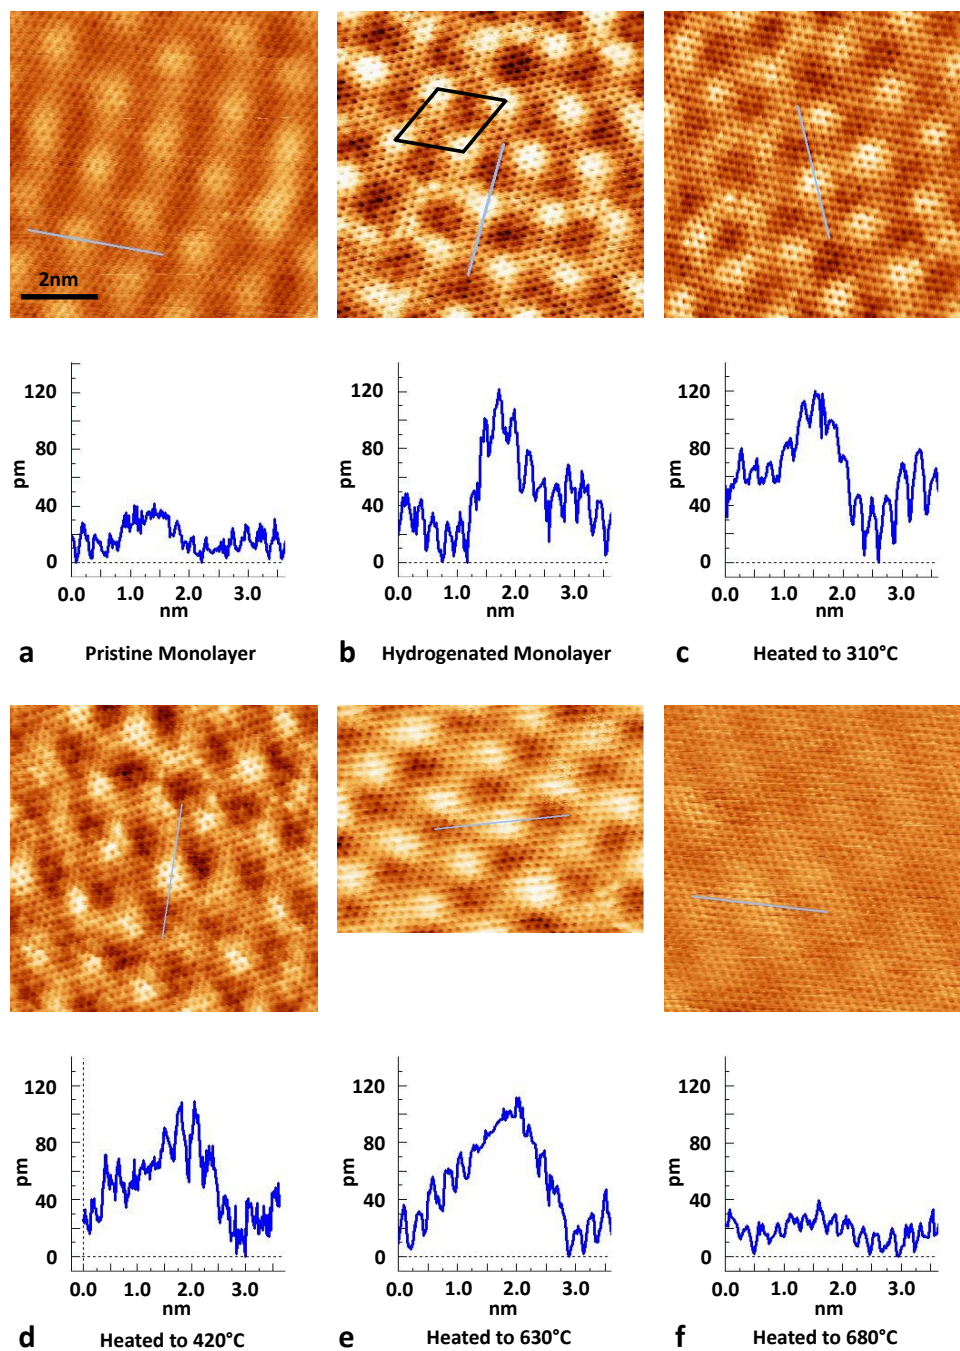 2nm
120
80
40
0
pm
0.0 1.0 2.0 3.0
nm
120
80
40
0
pm
0.0 1.0 2.0 3.0
nm
120
80
40
0
pm
0.0 1.0 2.0 3.0
nm
a Pristine Monolayer
b Hydrogenated Monolayer
c Heated to 310°C
120
80
40
0
pm
0.0 1.0 2.0 3.0
nm
120
80
40
0
pm
0.0 1.0 2.0 3.0
nm
120
80
40
0
pm
0.0 1.0 2.0 3.0
nm
d Heated to 420°C
e Heated to 630°C
f Heated to 680°C